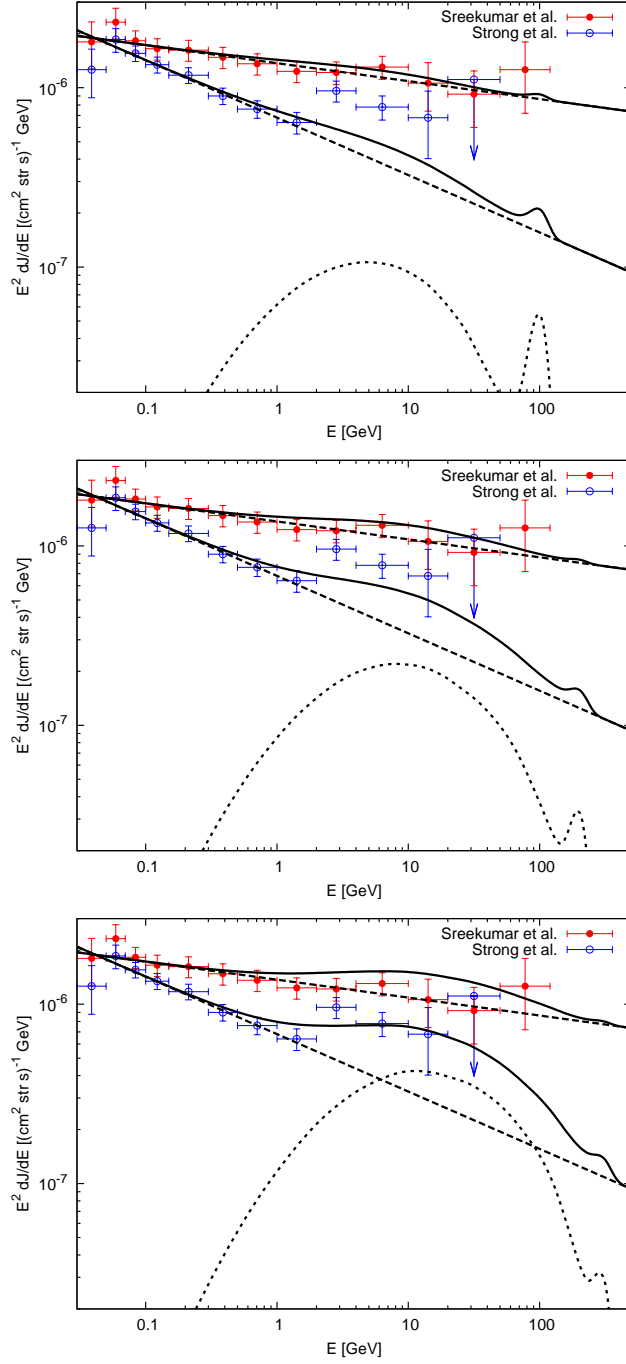 Sreekumar et al.
Strong et al.
10^-6
10^-7
E^2 dJ/dE [(cm^2 str s)^-1 GeV]
0.1 1 10 100
E [GeV]
Sreekumar et al.
Strong et al.
10^-6
10^-7
E^2 dJ/dE [(cm^2 str s)^-1 GeV]
0.1 1 10 100
E [GeV]
Sreekumar et al.
Strong et al.
10^-6
10^-7
E^2 dJ/dE [(cm^2 str s)^-1 GeV]
0.1 1 10 100
E [GeV]